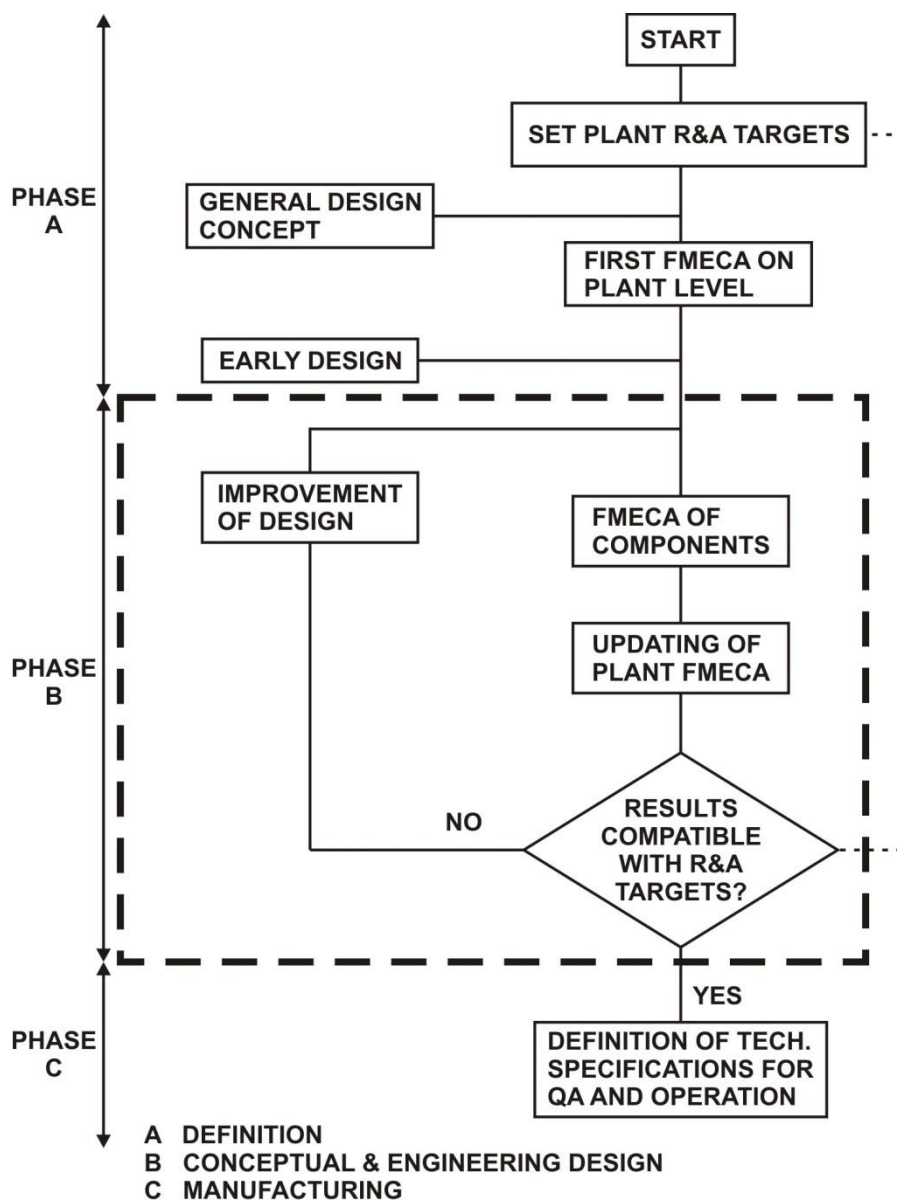 START
SET PLANT R&A TARGETS
PHASE
A
GENERAL DESIGN
CONCEPT
FIRST FMECA ON
PLANT LEVEL
EARLY DESIGN
IMPROVEMENT
OF DESIGN
FMECA OF
COMPONENTS
UPDATING OF
PLANT FMECA
PHASE
B
RESULTS
COMPATIBLE
WITH R&A
TARGETS?
NO
YES
PHASE
C
DEFINITION OF TECH.
SPECIFICATIONS FOR
QA AND OPERATION
A DEFINITION
B CONCEPTUAL & ENGINEERING DESIGN
C MANUFACTURING